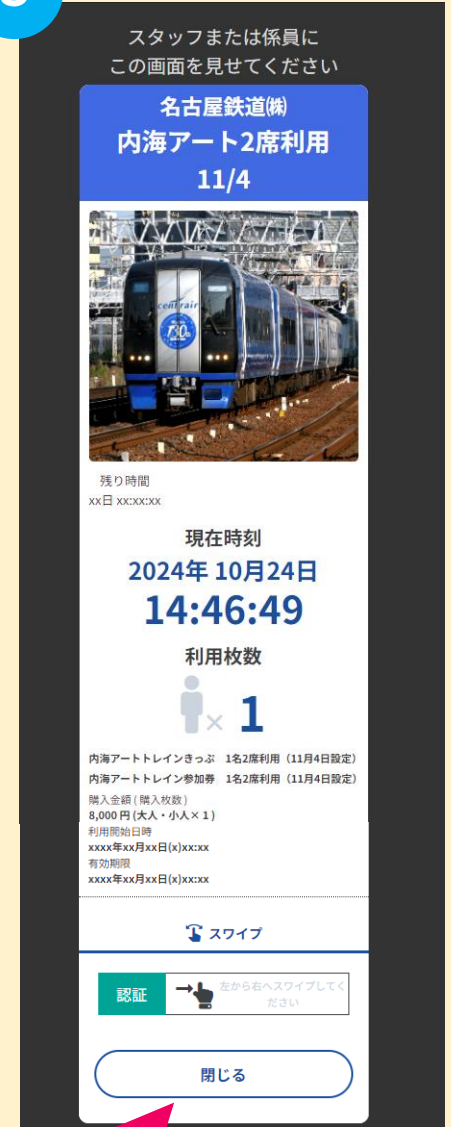 スタッフまたは係員に
この画面を見せてください
名古屋鉄道㈱
内海アート2席利用
11/4
centrair
残り時間
xx日 xx:xx:xx
現在時刻
2024年 10月24日
14:46:49
利用枚数
× 1
内海アートトレインきっぷ 1名2席利用（11月4日設定）
内海アートトレイン参加券 1名2席利用（11月4日設定）
購入金額 ( 購入枚数 )
8,000 円 (大人・小人× 1 )
利用開始日時
xxxx年xx月xx日(x)xx:xx
有効期限
xxxx年xx月xx日(x)xx:xx
スワイプ
認証
左から右へスワイプしてく
ださい
閉じる